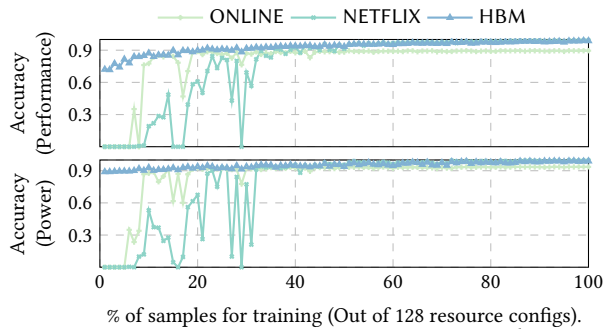 ONLINE NETFLIX HBM
Accuracy
(Performance)
0.9
0.6
0.3
Accuracy
(Power)
0.9
0.6
0.3
0
0 20 40 60 80 100
% of samples for training (Out of 128 resource configs).